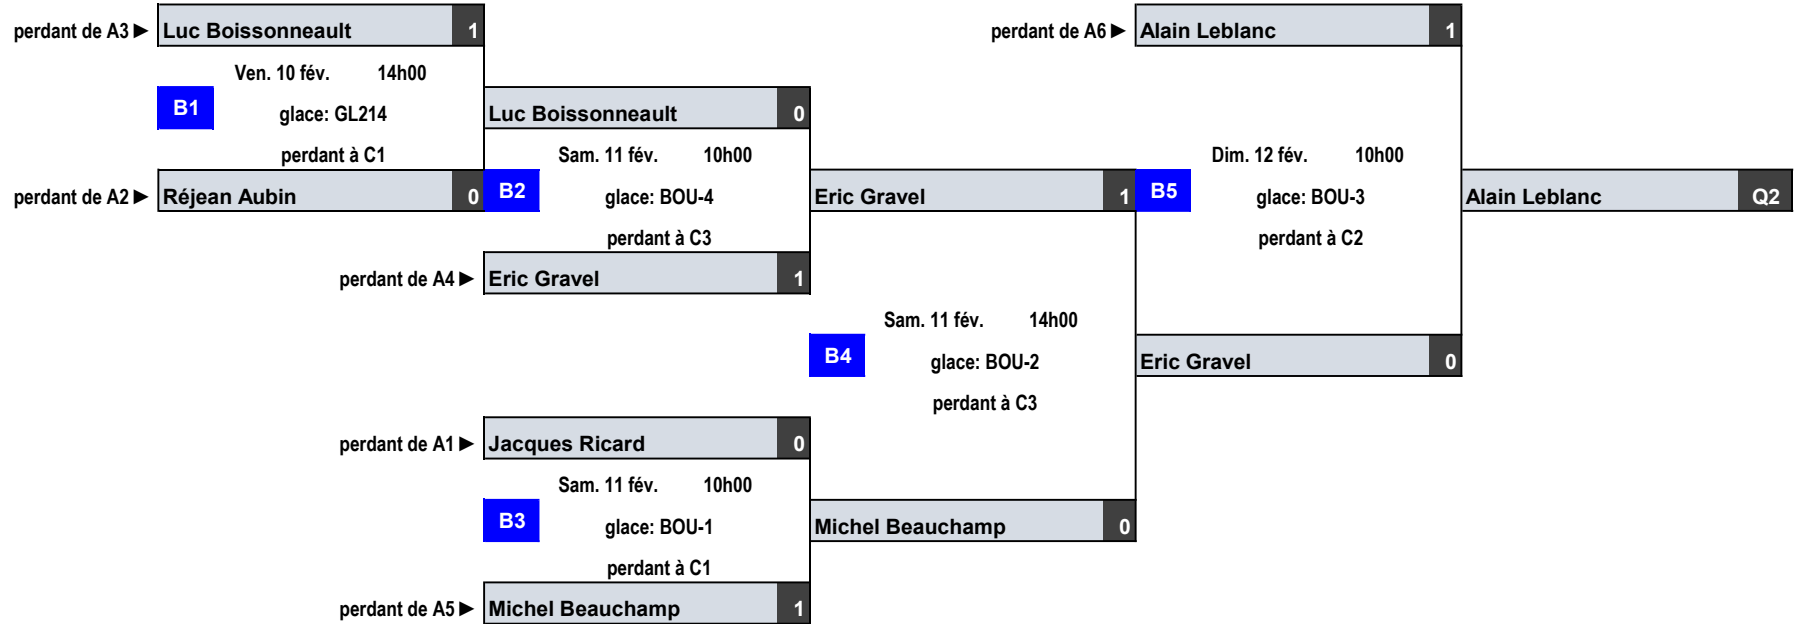 perdant de A3 ► Luc Boissonneault 1 perdant de A6 ► Alain Leblanc 1
Ven. 10 fév. 14h00
B1 glace: GL214 Luc Boissonneault 0
perdant à C1 Sam. 11 fév. 10h00 Dim. 12 fév. 10h00
perdant de A2 ► Réjean Aubin 0 B2 glace: BOU-4 Eric Gravel 1 B5 glace: BOU-3 Alain Leblanc Q2
perdant à C3 perdant à C2
perdant de A4 ► Eric Gravel 1
Sam. 11 fév. 14h00
B4 glace: BOU-2 Eric Gravel 0
perdant à C3
perdant de A1 ► Jacques Ricard 0
Sam. 11 fév. 10h00
B3 glace: BOU-1 Michel Beauchamp 0
perdant à C1
perdant de A5 ► Michel Beauchamp 1